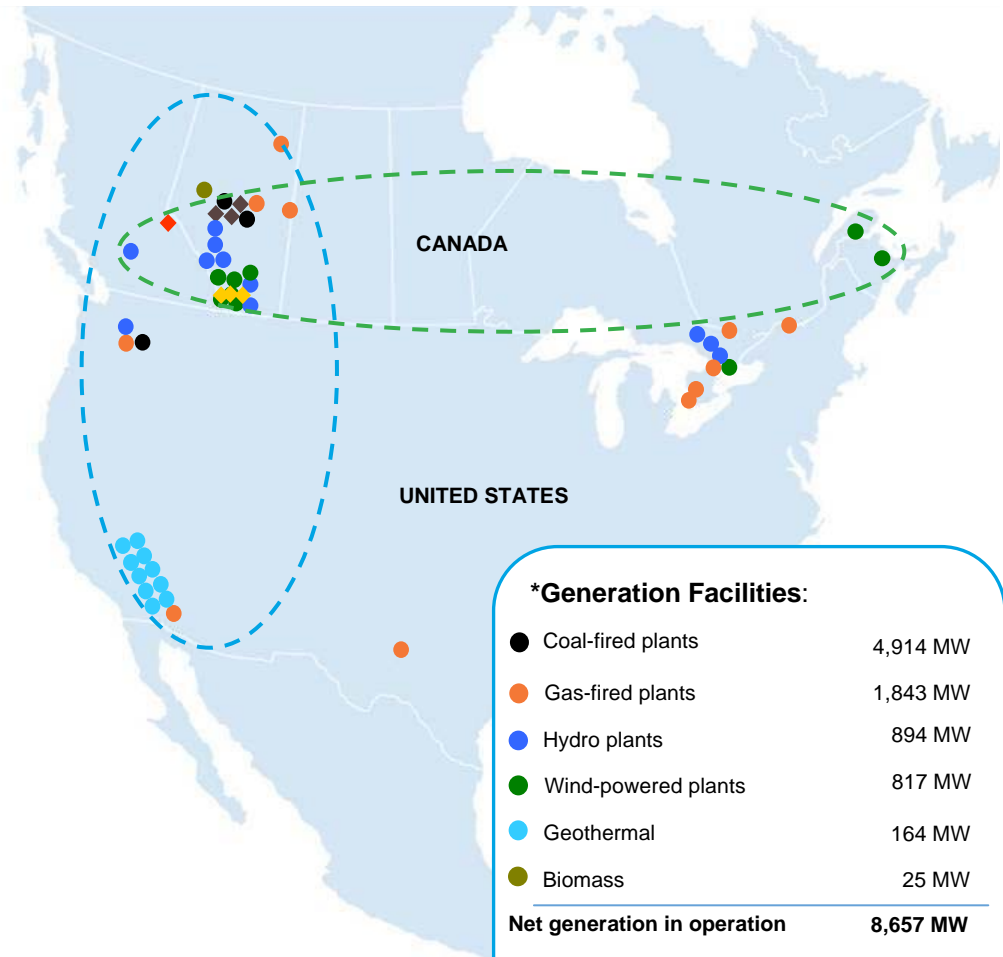 CANADA
UNITED STATES
*Generation Facilities:
Coal-fired plants 4,914 MW
Gas-fired plants 1,843 MW
Hydro plants 894 MW
Wind-powered plants 817 MW
Geothermal 164 MW
Biomass 25 MW
Net generation in operation 8,657 MW